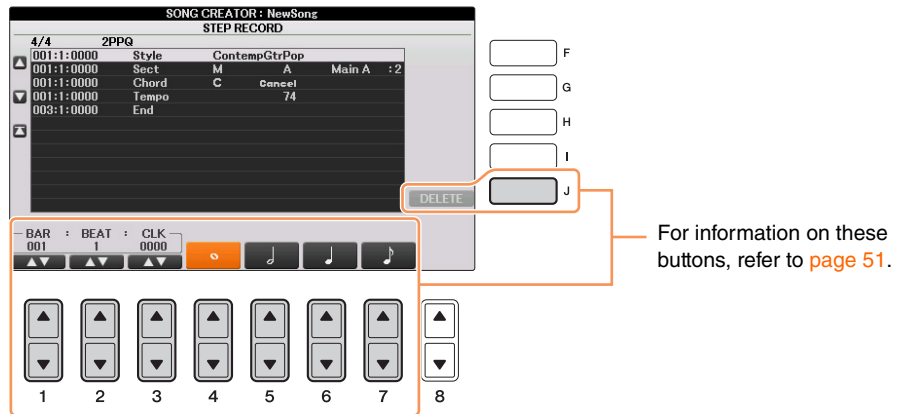 SONG CREATOR : NewSong
STEP RECORD
4/4 2PPQ
001:1:0000 Style ContempGtrPop
001:1:0000 Sect M A Main A :2
001:1:0000 Chord C Cancel
001:1:0000 Tempo 74
003:1:0000 End
DELETE
BAR : BEAT : CLK
001 1 0000
F
G
H
I
J
For information on these
buttons, refer to page 51.
1 2 3 4 5 6 7 8